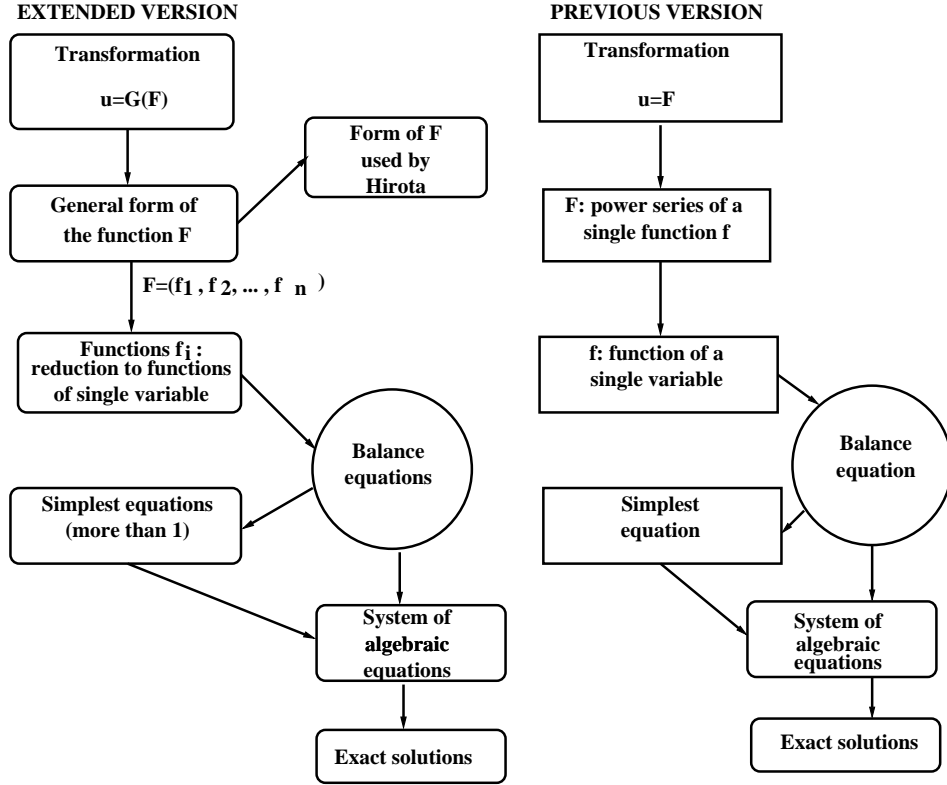 EXTENDED VERSION
Transformation
u=G(F)
Form of F
used by
Hirota
General form of
the function F
F=(f1 , f 2, ... , f n )
Functions fi :
reduction to functions
of single variable
Balance
equations
Simplest equations
(more than 1)
System of
algebraic
equations
Exact solutions
PREVIOUS VERSION
Transformation
u=F
F: power series of a
single function f
f: function of a
single variable
Balance
equation
Simplest
equation
System of
algebraic
equations
Exact solutions